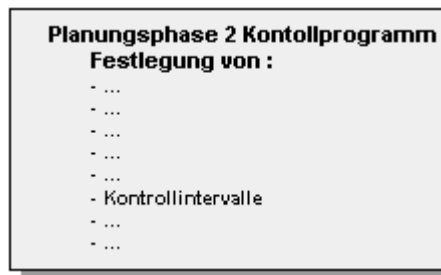 Planungsphase 2 Kontollprogramm
Festlegung von :
- ...
- ...
- ...
- ...
- ...
- Kontrollintervalle
- ...
- ...